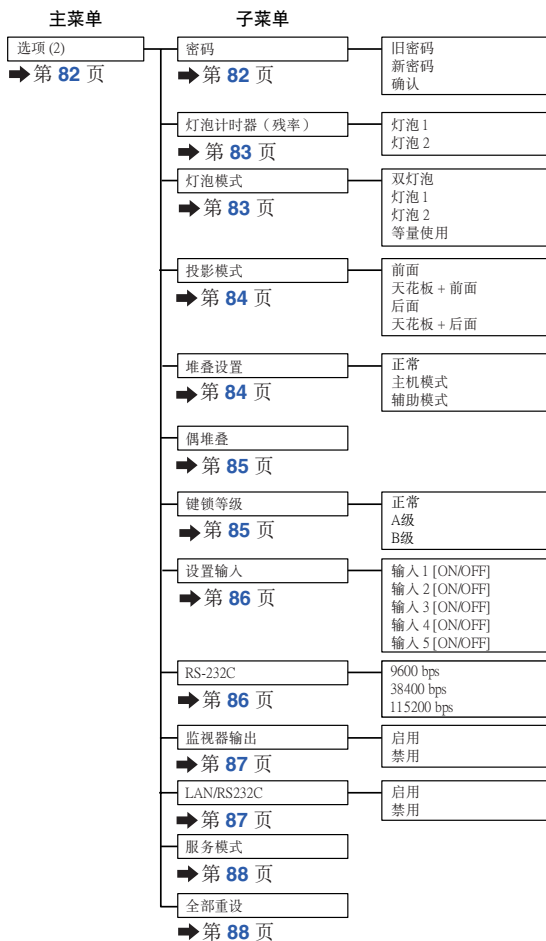 主菜单
子菜单
选项 (2)
第 82 页
密码
第 82 页
旧密码
新密码
确认
灯泡计时器（残率）
第 83 页
灯泡 1
灯泡 2
灯泡模式
第 83 页
双灯泡
灯泡 1
灯泡 2
等量使用
投影模式
第 84 页
前面
天花板 + 前面
后面
天花板 + 后面
堆叠设置
第 84 页
正常
主机模式
辅助模式
偶堆叠
第 85 页
键锁等级
第 85 页
正常
A级
B级
设置输入
第 86 页
输入 1 [ON/OFF]
输入 2 [ON/OFF]
输入 3 [ON/OFF]
输入 4 [ON/OFF]
输入 5 [ON/OFF]
RS-232C
第 86 页
9600 bps
38400 bps
115200 bps
监视器输出
第 87 页
启用
禁用
LAN/RS232C
第 87 页
启用
禁用
服务模式
第 88 页
全部重设
第 88 页